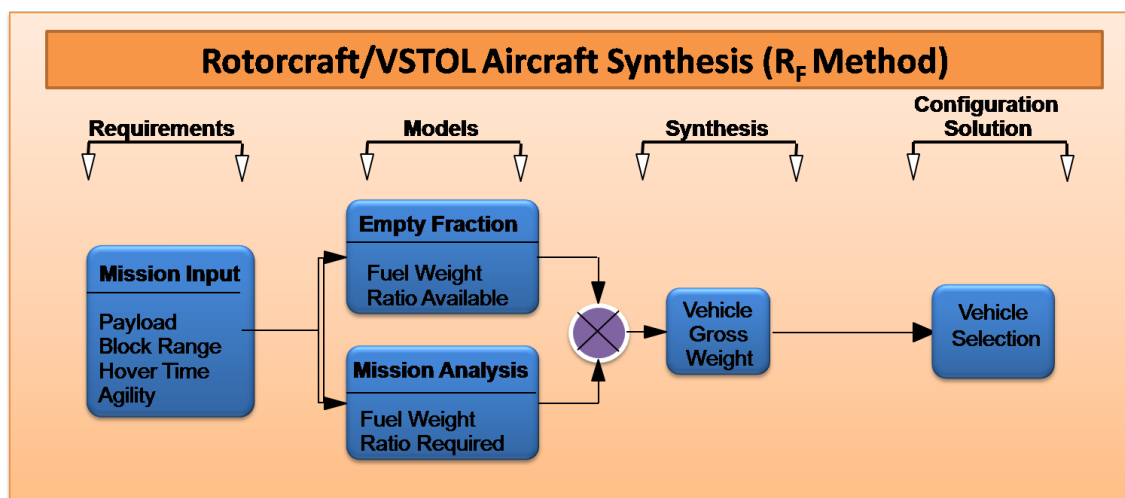 Rotorcraft/VSTOL Aircraft Synthesis (RF Method)
Requirements
Models
Synthesis
Configuration
Solution
Mission Input
Payload
Block Range
Hover Time
Agility
Empty Fraction
Fuel Weight
Ratio Available
Mission Analysis
Fuel Weight
Ratio Required
Vehicle
Gross
Weight
Vehicle
Selection